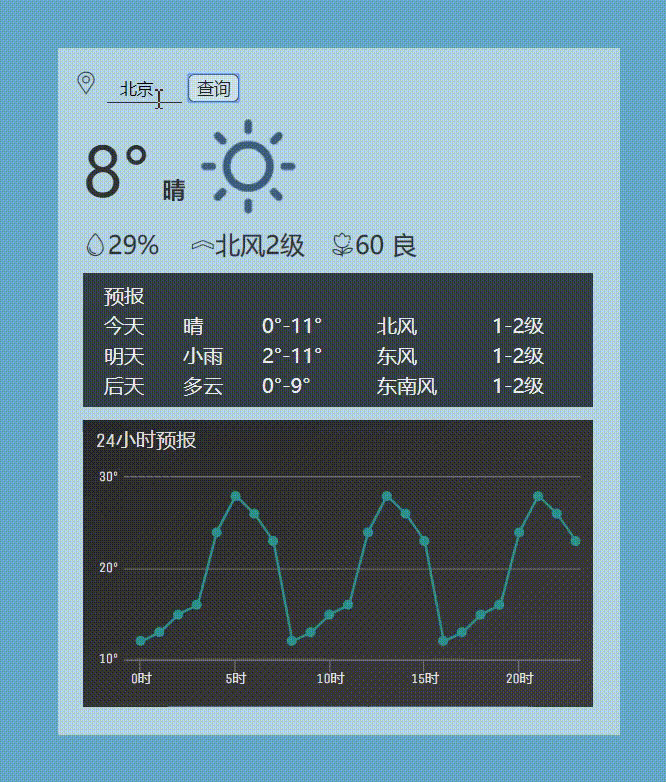 北京 查询
8° 晴
29% 北风2级 60 良
预报
今天 晴 0°-11° 北风 1-2级
明天 小雨 2°-11° 东风 1-2级
后天 多云 0°-9° 东南风 1-2级
24小时预报
30°
20°
10°
0时 5时 10时 15时 20时